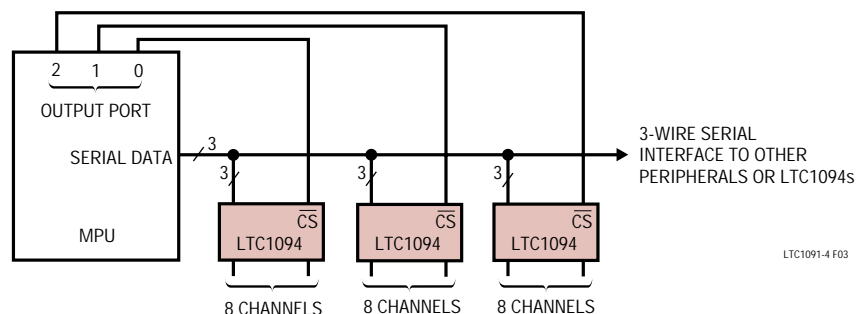 2 1 0
OUTPUT PORT
SERIAL DATA
MPU
3
3
3
3
3-WIRE SERIAL
INTERFACE TO OTHER
PERIPHERALS OR LTC1094s
CS
LTC1094
CS
LTC1094
CS
LTC1094
8 CHANNELS
8 CHANNELS
8 CHANNELS
LTC1091-4 F03